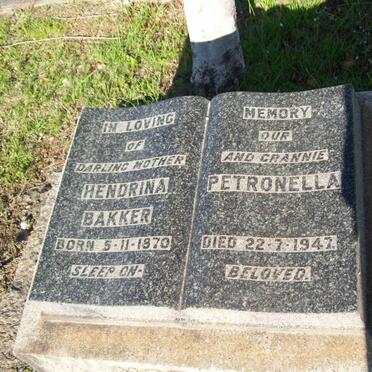 IN LOVING MEMORY
OF OUR
DARLING MOTHER AND GRANNIE
HENDRINA PETRONELLA
BAKKER
BORN 5-11-1870 DIED 22-7-1947.
SLEEP ON- BELOVED.